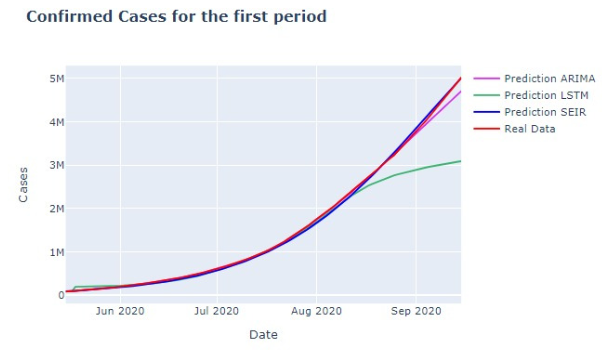 Confirmed Cases for the first period
5M
4M
3M
2M
1M
0
Cases
Jun 2020
Jul 2020
Aug 2020
Sep 2020
Date
Prediction ARIMA
Prediction LSTM
Prediction SEIR
Real Data